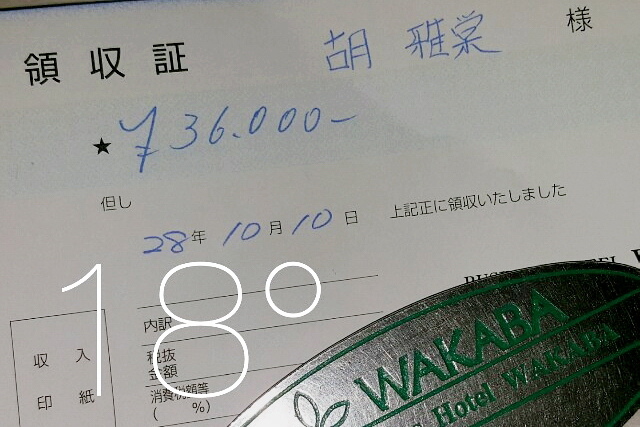 領収証 胡 雅棠 様
★ ¥36.000-
但し
28年 10月 10日 上記正に領収いたしました
18°
内訳
税抜
金額
消費税額等
( %)
収入
印紙
WAKABA
Hotel WAKABA